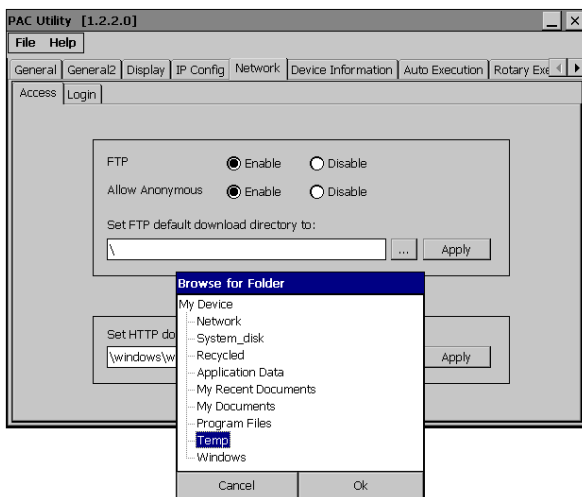 PAC Utility [1.2.2.0]
File Help
General General2 Display IP Config Network Device Information Auto Execution Rotary Exe
Access Login
FTP Enable Disable
Allow Anonymous Enable Disable
Set FTP default download directory to:
\ ... Apply
Browse for Folder
My Device
Network
System_disk
Recycled
Application Data
My Recent Documents
My Documents
Program Files
Temp
Windows
Cancel Ok
Set HTTP do
\windows\w Apply